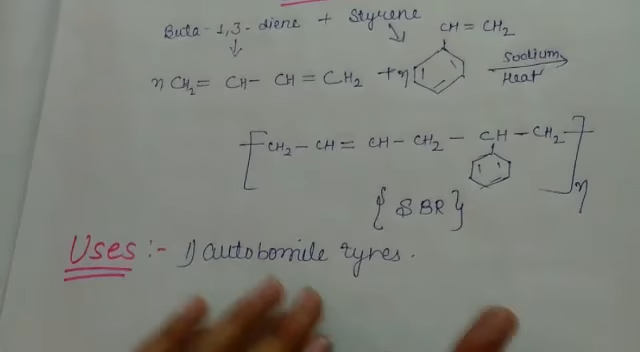 Buta-1,3-diene + Styrene
CH = CH₂
n CH₂ = CH - CH = CH₂ + n
Sodium
Heat
[ CH₂ - CH = CH - CH₂ - CH - CH₂ ]n
{ SBR }
Uses :- 1) autobomile tyres.